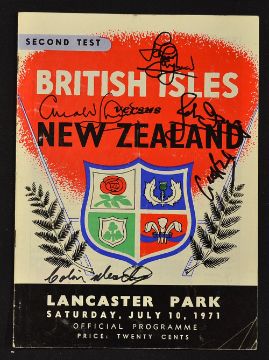 SECOND TEST
BRITISH ISLES
versus
NEW ZEALAND
LANCASTER PARK
SATURDAY, JULY 10, 1971
OFFICIAL PROGRAMME
PRICE: TWENTY CENTS